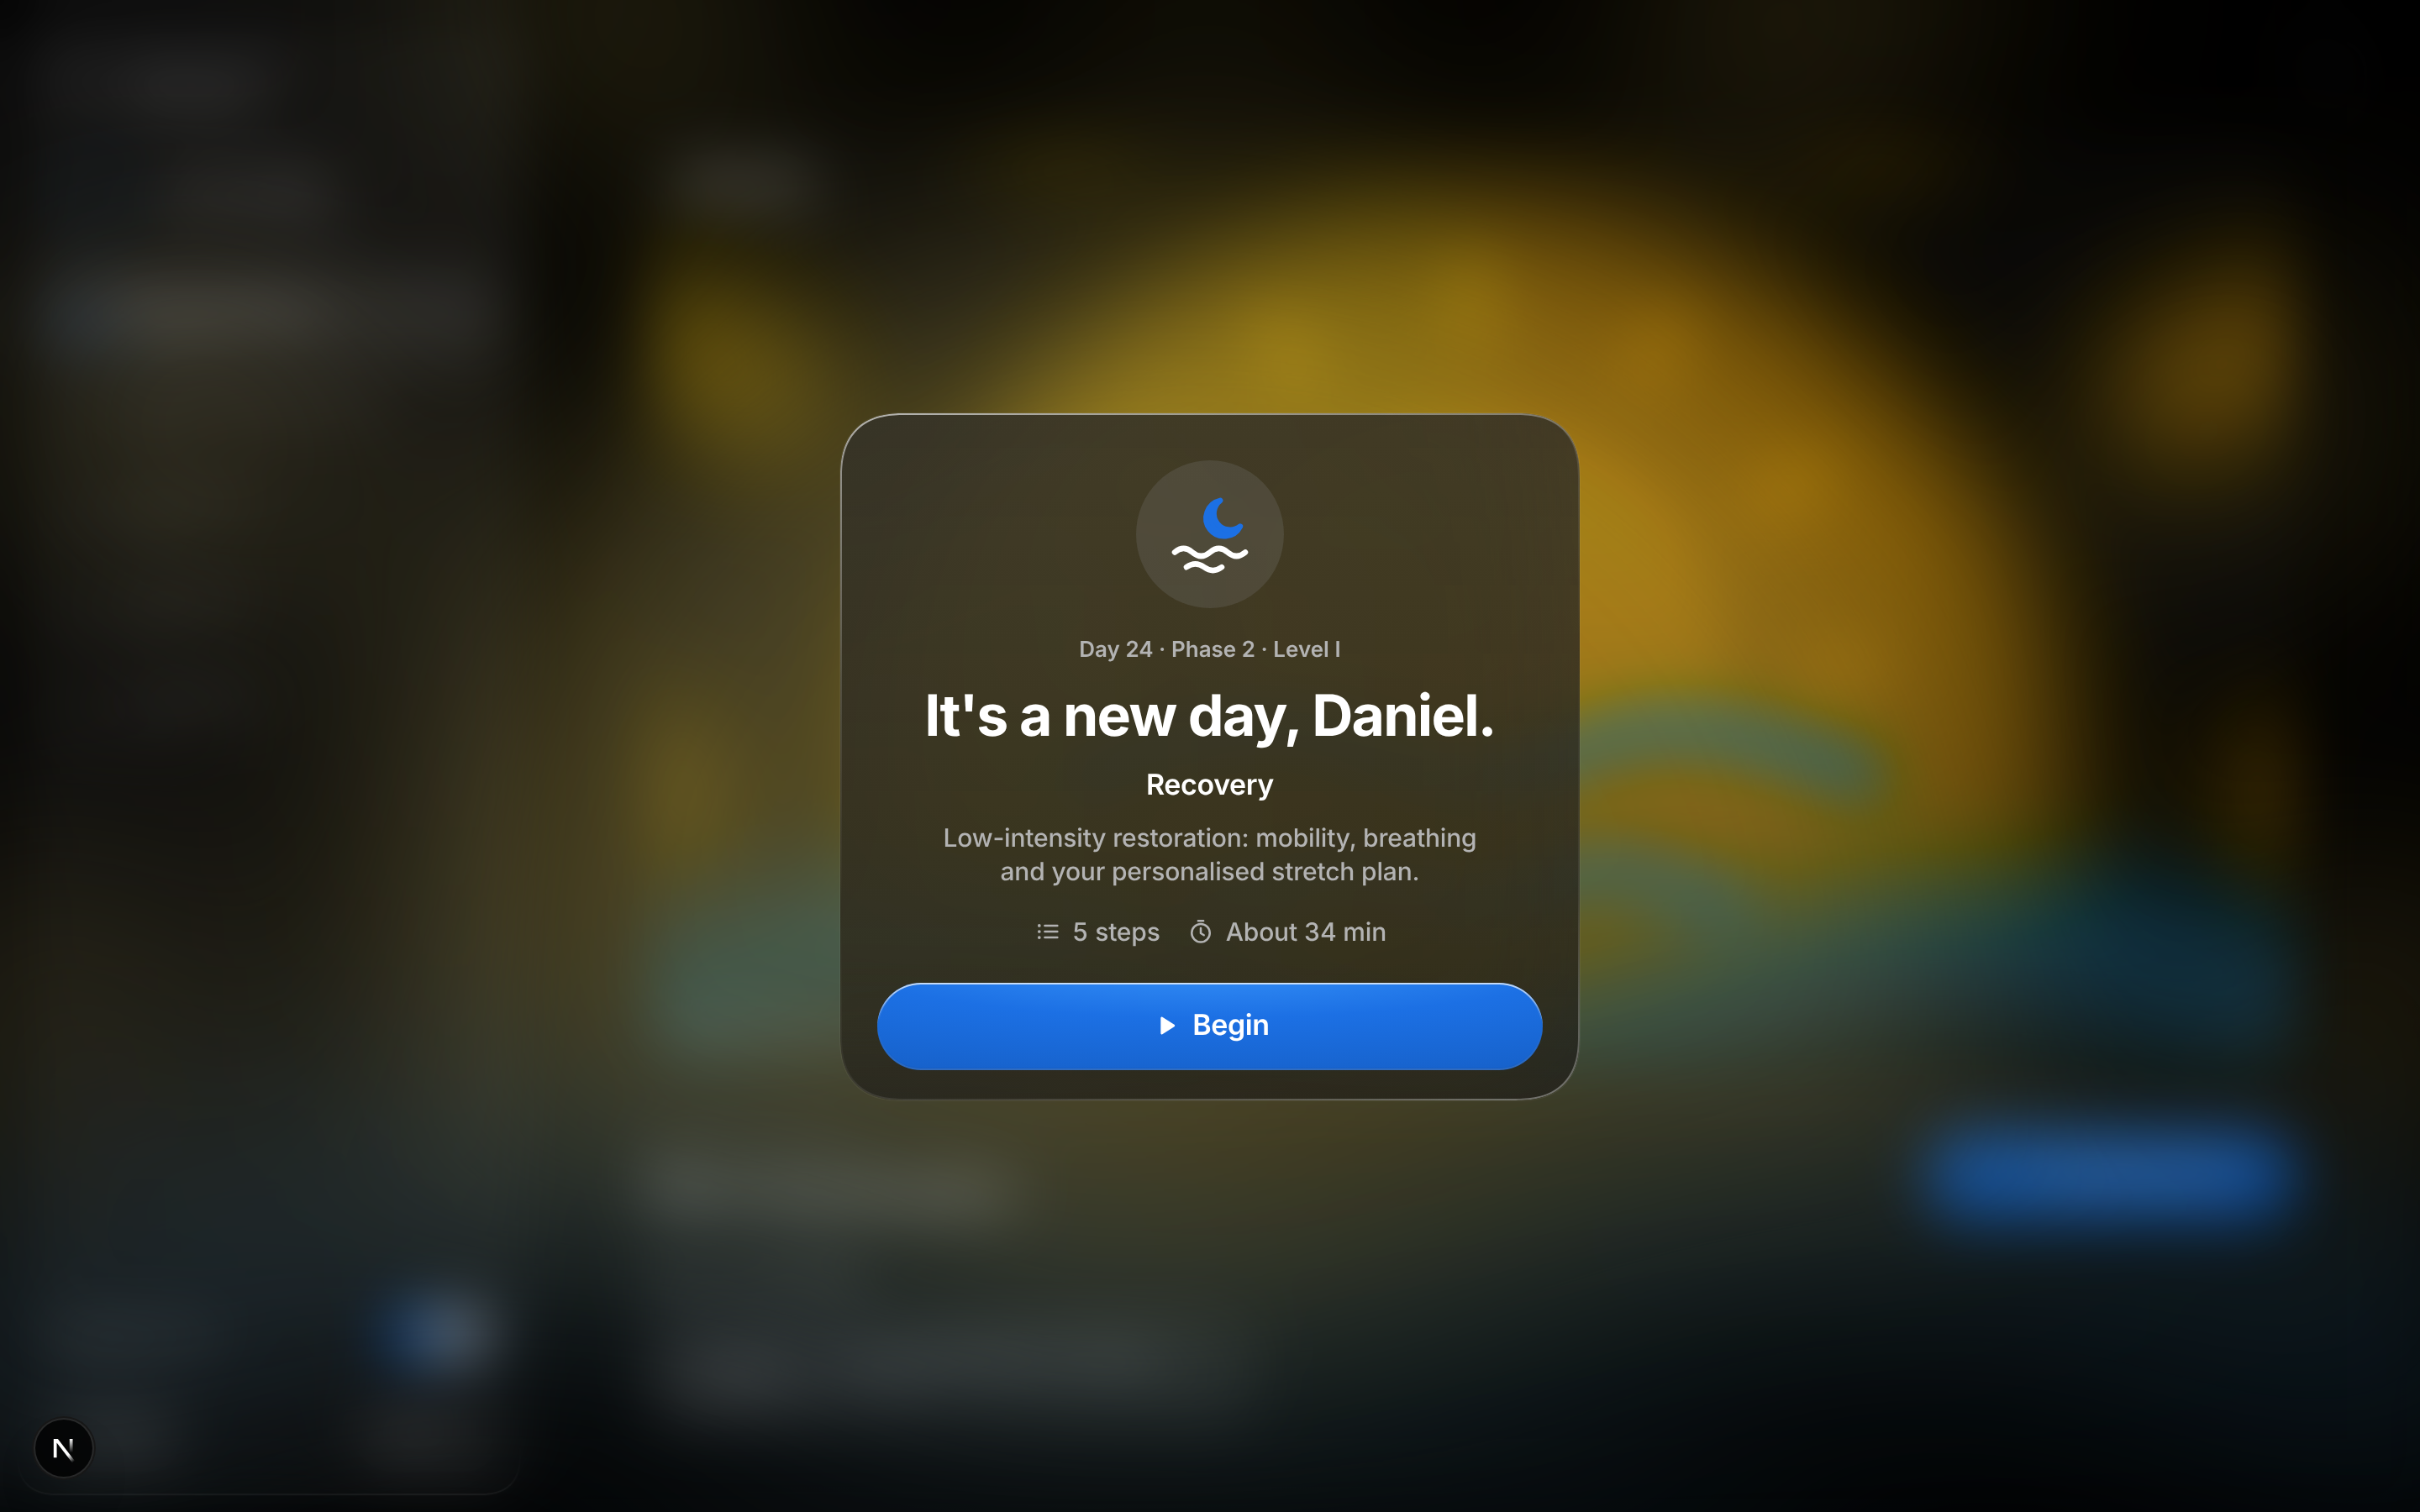 Day 24 · Phase 2 · Level I
It's a new day, Daniel.
Recovery
Low-intensity restoration: mobility, breathing
and your personalised stretch plan.
5 steps About 34 min
Begin
N